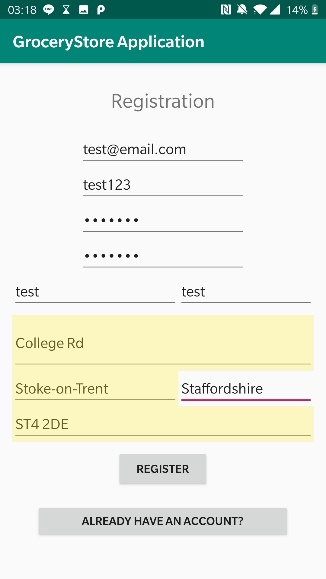 03:18 14%
GroceryStore Application
Registration
test@email.com
test123
•••••••
•••••••
test test
College Rd
Stoke-on-Trent Staffordshire
ST4 2DE
REGISTER
ALREADY HAVE AN ACCOUNT?